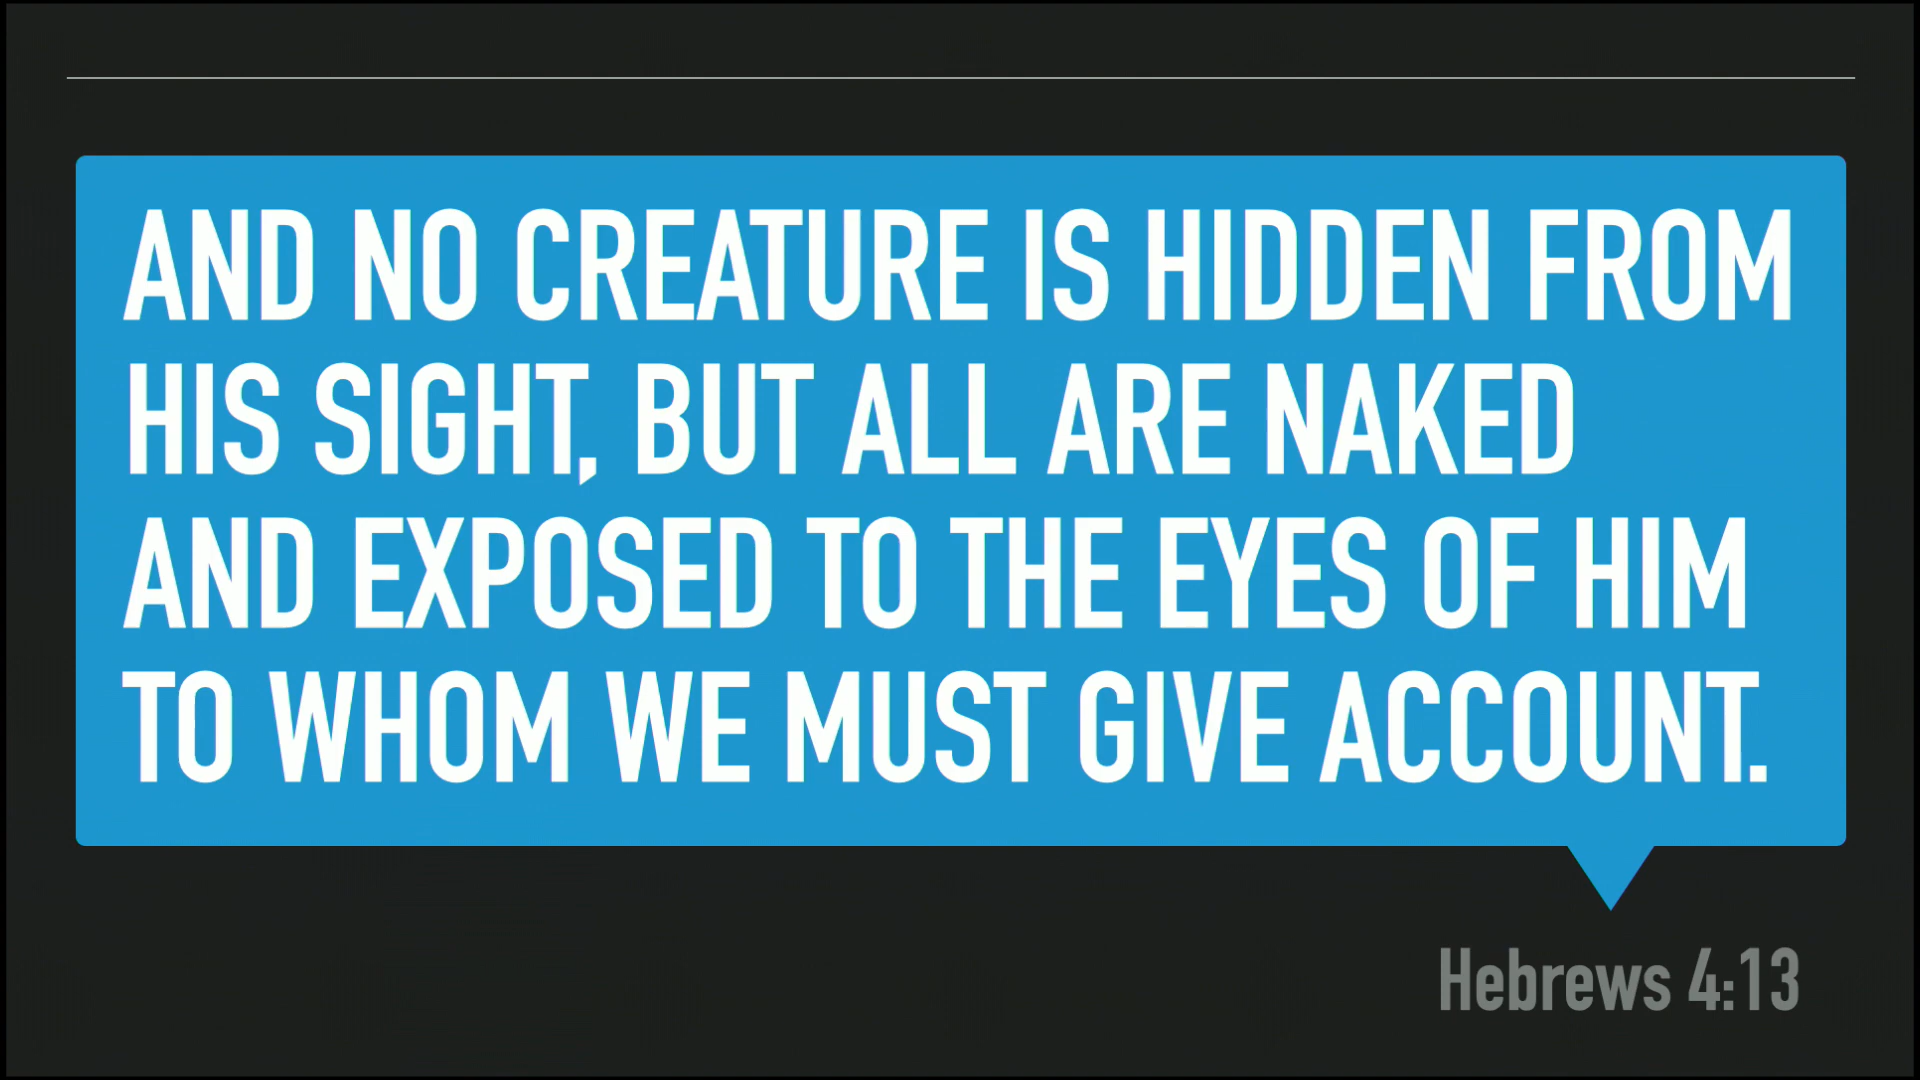 AND NO CREATURE IS HIDDEN FROM
HIS SIGHT, BUT ALL ARE NAKED
AND EXPOSED TO THE EYES OF HIM
TO WHOM WE MUST GIVE ACCOUNT.
Hebrews 4:13